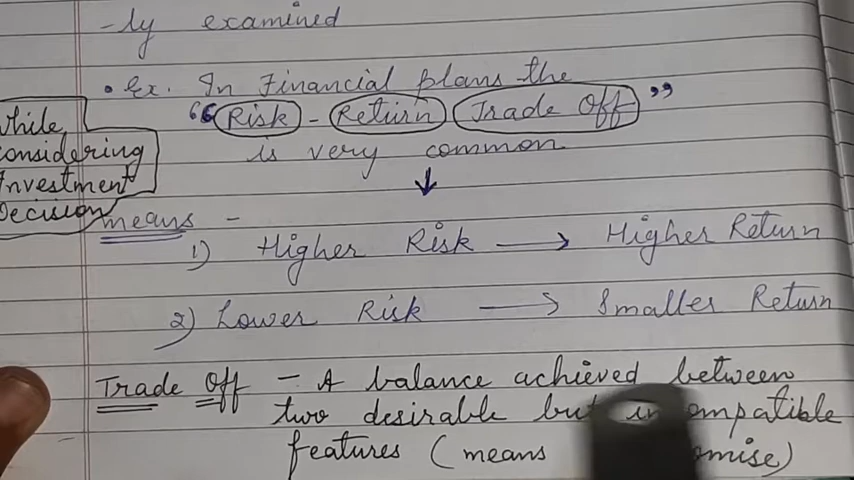 -ly examined
• Ex. In Financial plans the
"Risk - Return Trade Off"
is very common
While
considering
Investment
Decision
means -
1) Higher Risk → Higher Return
2) Lower Risk → Smaller Return
Trade Off - A balance achieved between
two desirable but incompatible
features (means